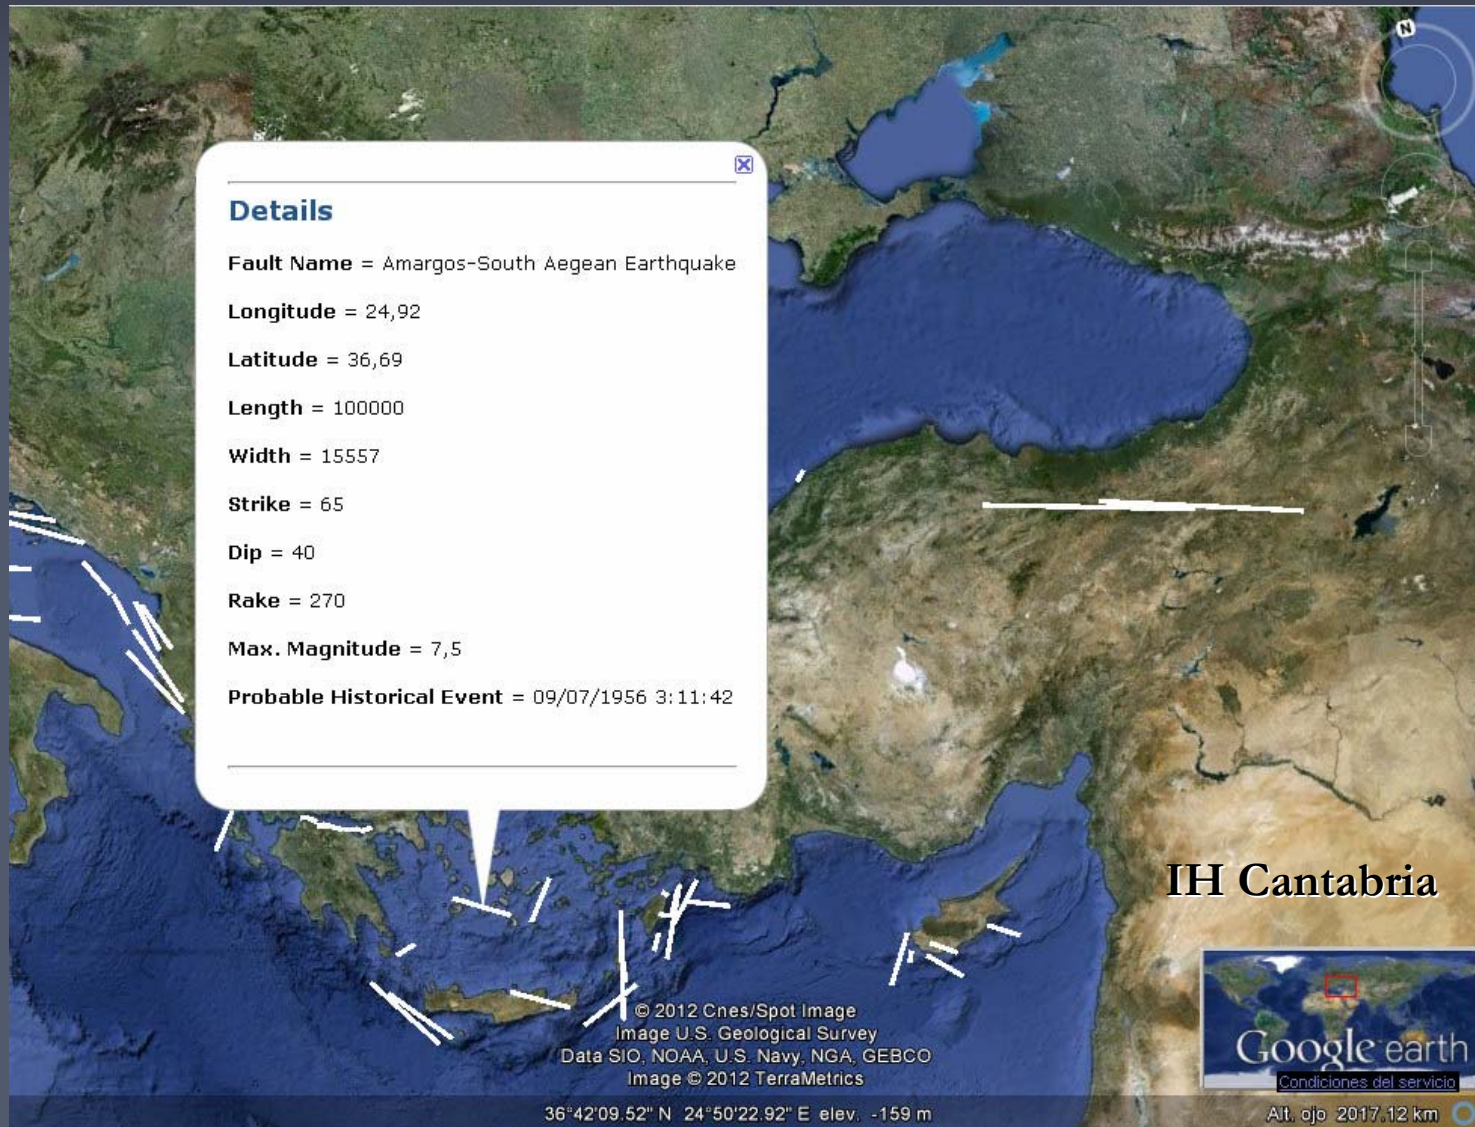 N
Details
Fault Name = Amargos-South Aegean Earthquake
Longitude = 24,92
Latitude = 36,69
Length = 100000
Width = 15557
Strike = 65
Dip = 40
Rake = 270
Max. Magnitude = 7,5
Probable Historical Event = 09/07/1956 3:11:42
IH Cantabria
© 2012 Cnes/Spot Image
Image U.S. Geological Survey
Data SIO, NOAA, U.S. Navy, NGA, GEBCO
Image © 2012 TerraMetrics
Google earth
Condiciones del servicio
36°42'09.52" N 24°50'22.92" E elev. -159 m
Alt. ojo 2017.12 km